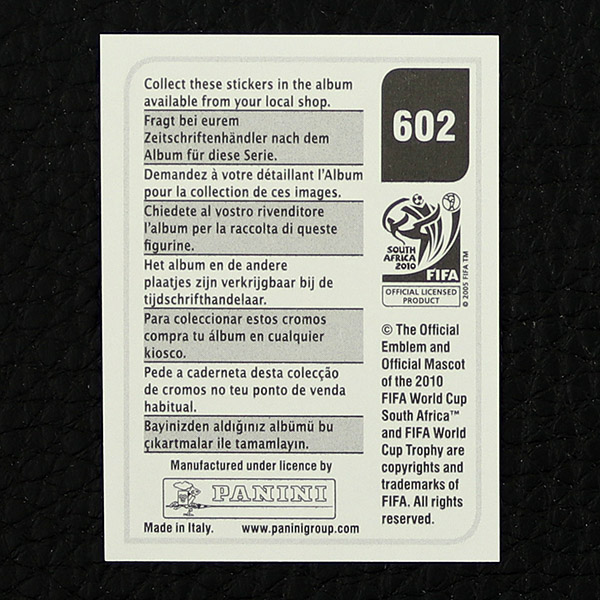 Collect these stickers in the album
available from your local shop.
Fragt bei eurem
Zeitschriftenhändler nach dem
Album für diese Serie.
Demandez à votre détaillant l'Album
pour la collection de ces images.
Chiedete al vostro rivenditore
l'album per la raccolta di queste
figurine.
Het album en de andere
plaatjes zijn verkrijgbaar bij de
tijdschrifthandelaar.
Para coleccionar estos cromos
compra tu álbum en cualquier
kiosco.
Pede a caderneta desta colecção
de cromos no teu ponto de venda
habitual.
Bayinizden aldığınız albümü bu
çıkartmalar ile tamamlayın.
Manufactured under licence by
PANINI
Made in Italy. www.paninigroup.com
602
SOUTH
AFRICA
2010
FIFA
OFFICIAL LICENSED
PRODUCT
© 2005 FIFA TM
© The Official
Emblem and
Official Mascot
of the 2010
FIFA World Cup
South Africa™
and FIFA World
Cup Trophy are
copyrights and
trademarks of
FIFA. All rights
reserved.